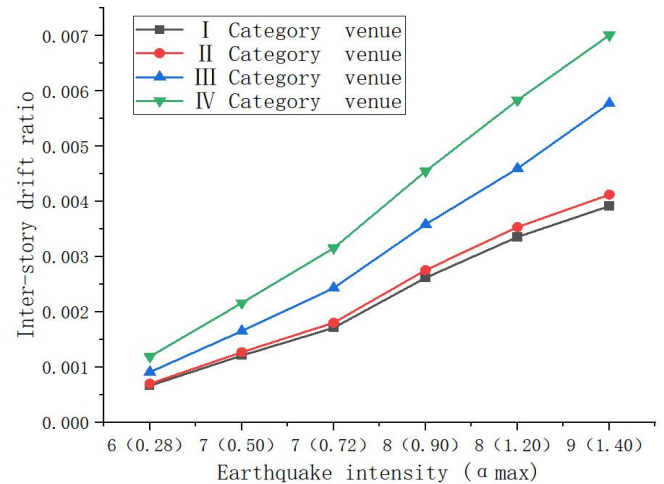 Ⅰ Category venue
Ⅱ Category venue
Ⅲ Category venue
Ⅳ Category venue
0.007
0.006
0.005
0.004
0.003
0.002
0.001
0.000
Inter-story drift ratio
6（0.28） 7（0.50） 7（0.72） 8（0.90） 8（1.20） 9（1.40）
Earthquake intensity (αmax)